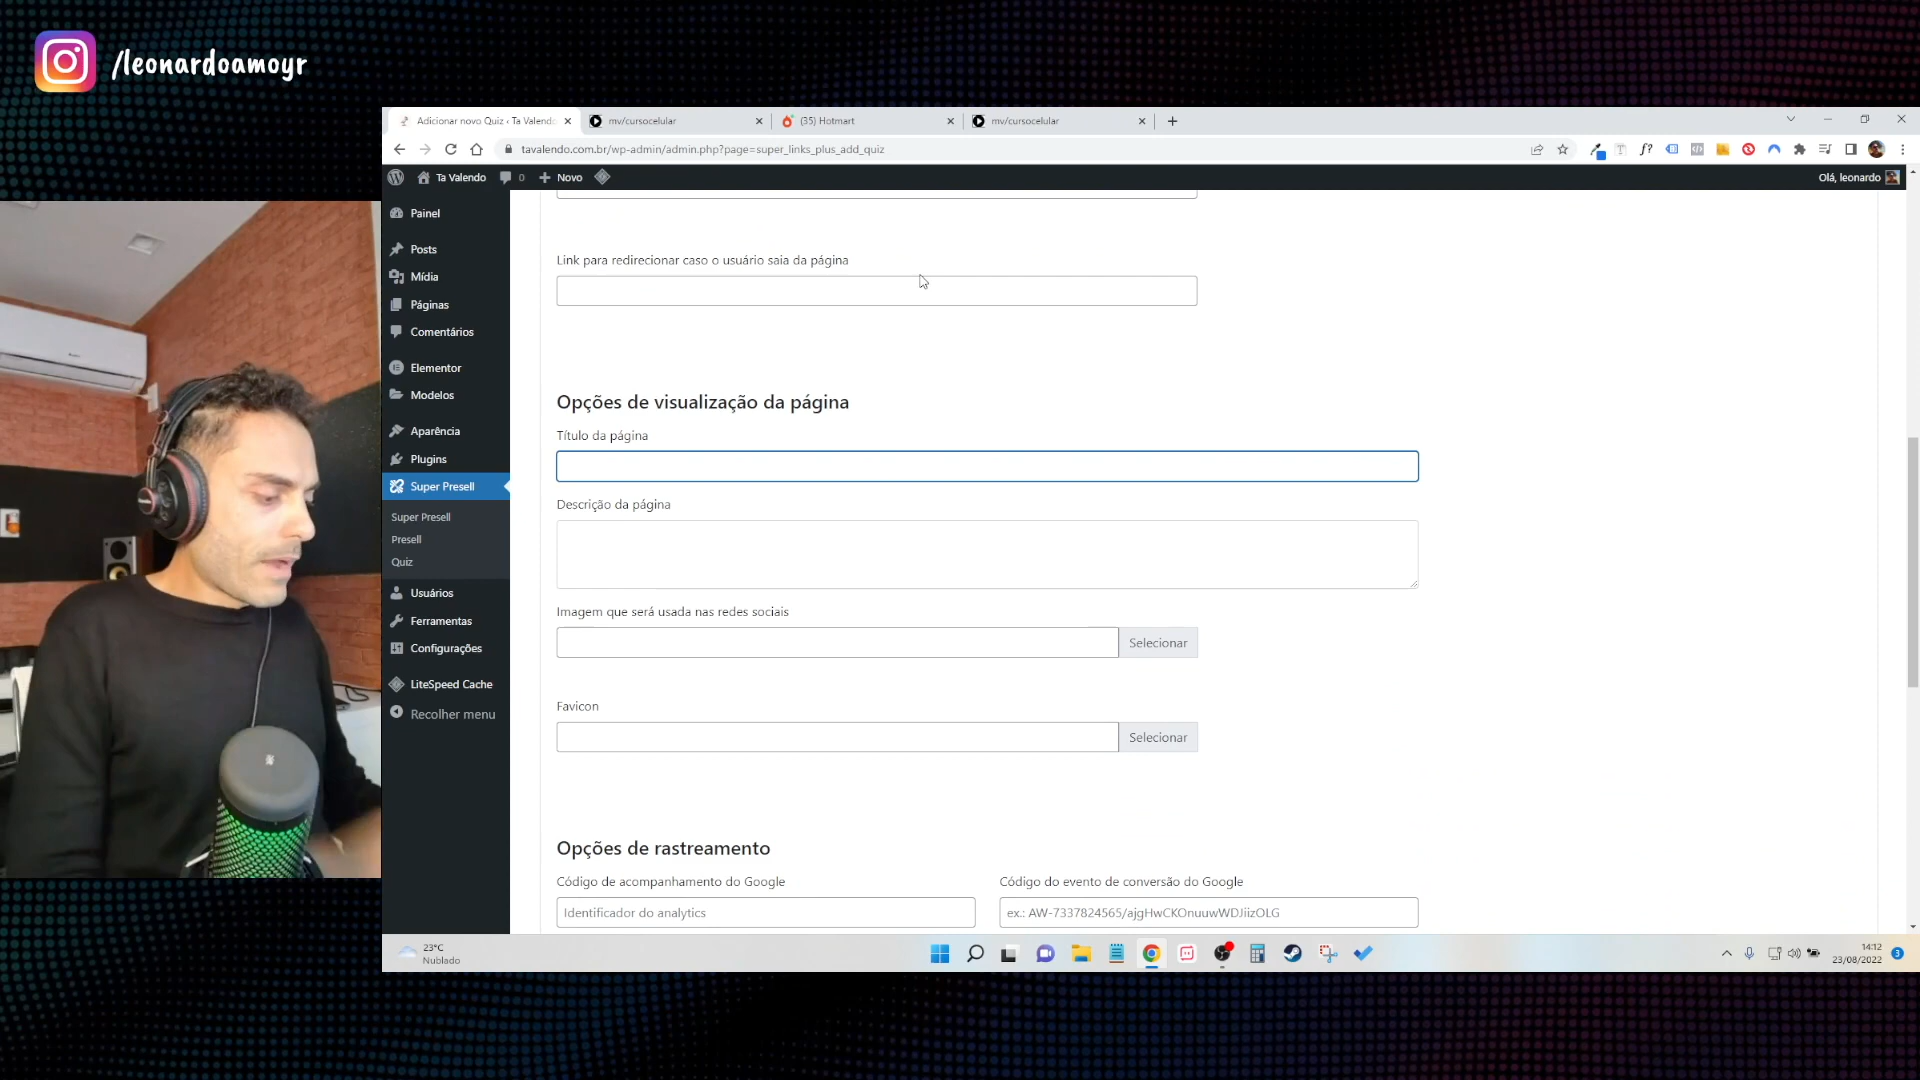 /leonardoamoyr
Adicionar novo Quiz ‹ Ta Valendo
mv/cursocelular
(35) Hotmart
mv/cursocelular
tavalendo.com.br/wp-admin/admin.php?page=super_links_plus_add_quiz
Ta Valendo
0
Novo
Olá, leonardo
Painel
Posts
Mídia
Páginas
Comentários
Elementor
Modelos
Aparência
Plugins
Super Presell
Super Presell
Presell
Quiz
Usuários
Ferramentas
Configurações
LiteSpeed Cache
Recolher menu
Link para redirecionar caso o usuário saia da página
Opções de visualização da página
Título da página
Descrição da página
Imagem que será usada nas redes sociais
Selecionar
Favicon
Selecionar
Opções de rastreamento
Código de acompanhamento do Google
Código do evento de conversão do Google
Identificador do analytics
ex.: AW-7337824565/ajgHwCKOnuuwWDJiizOLG
23°C
Nublado
14:12
23/08/2022
3